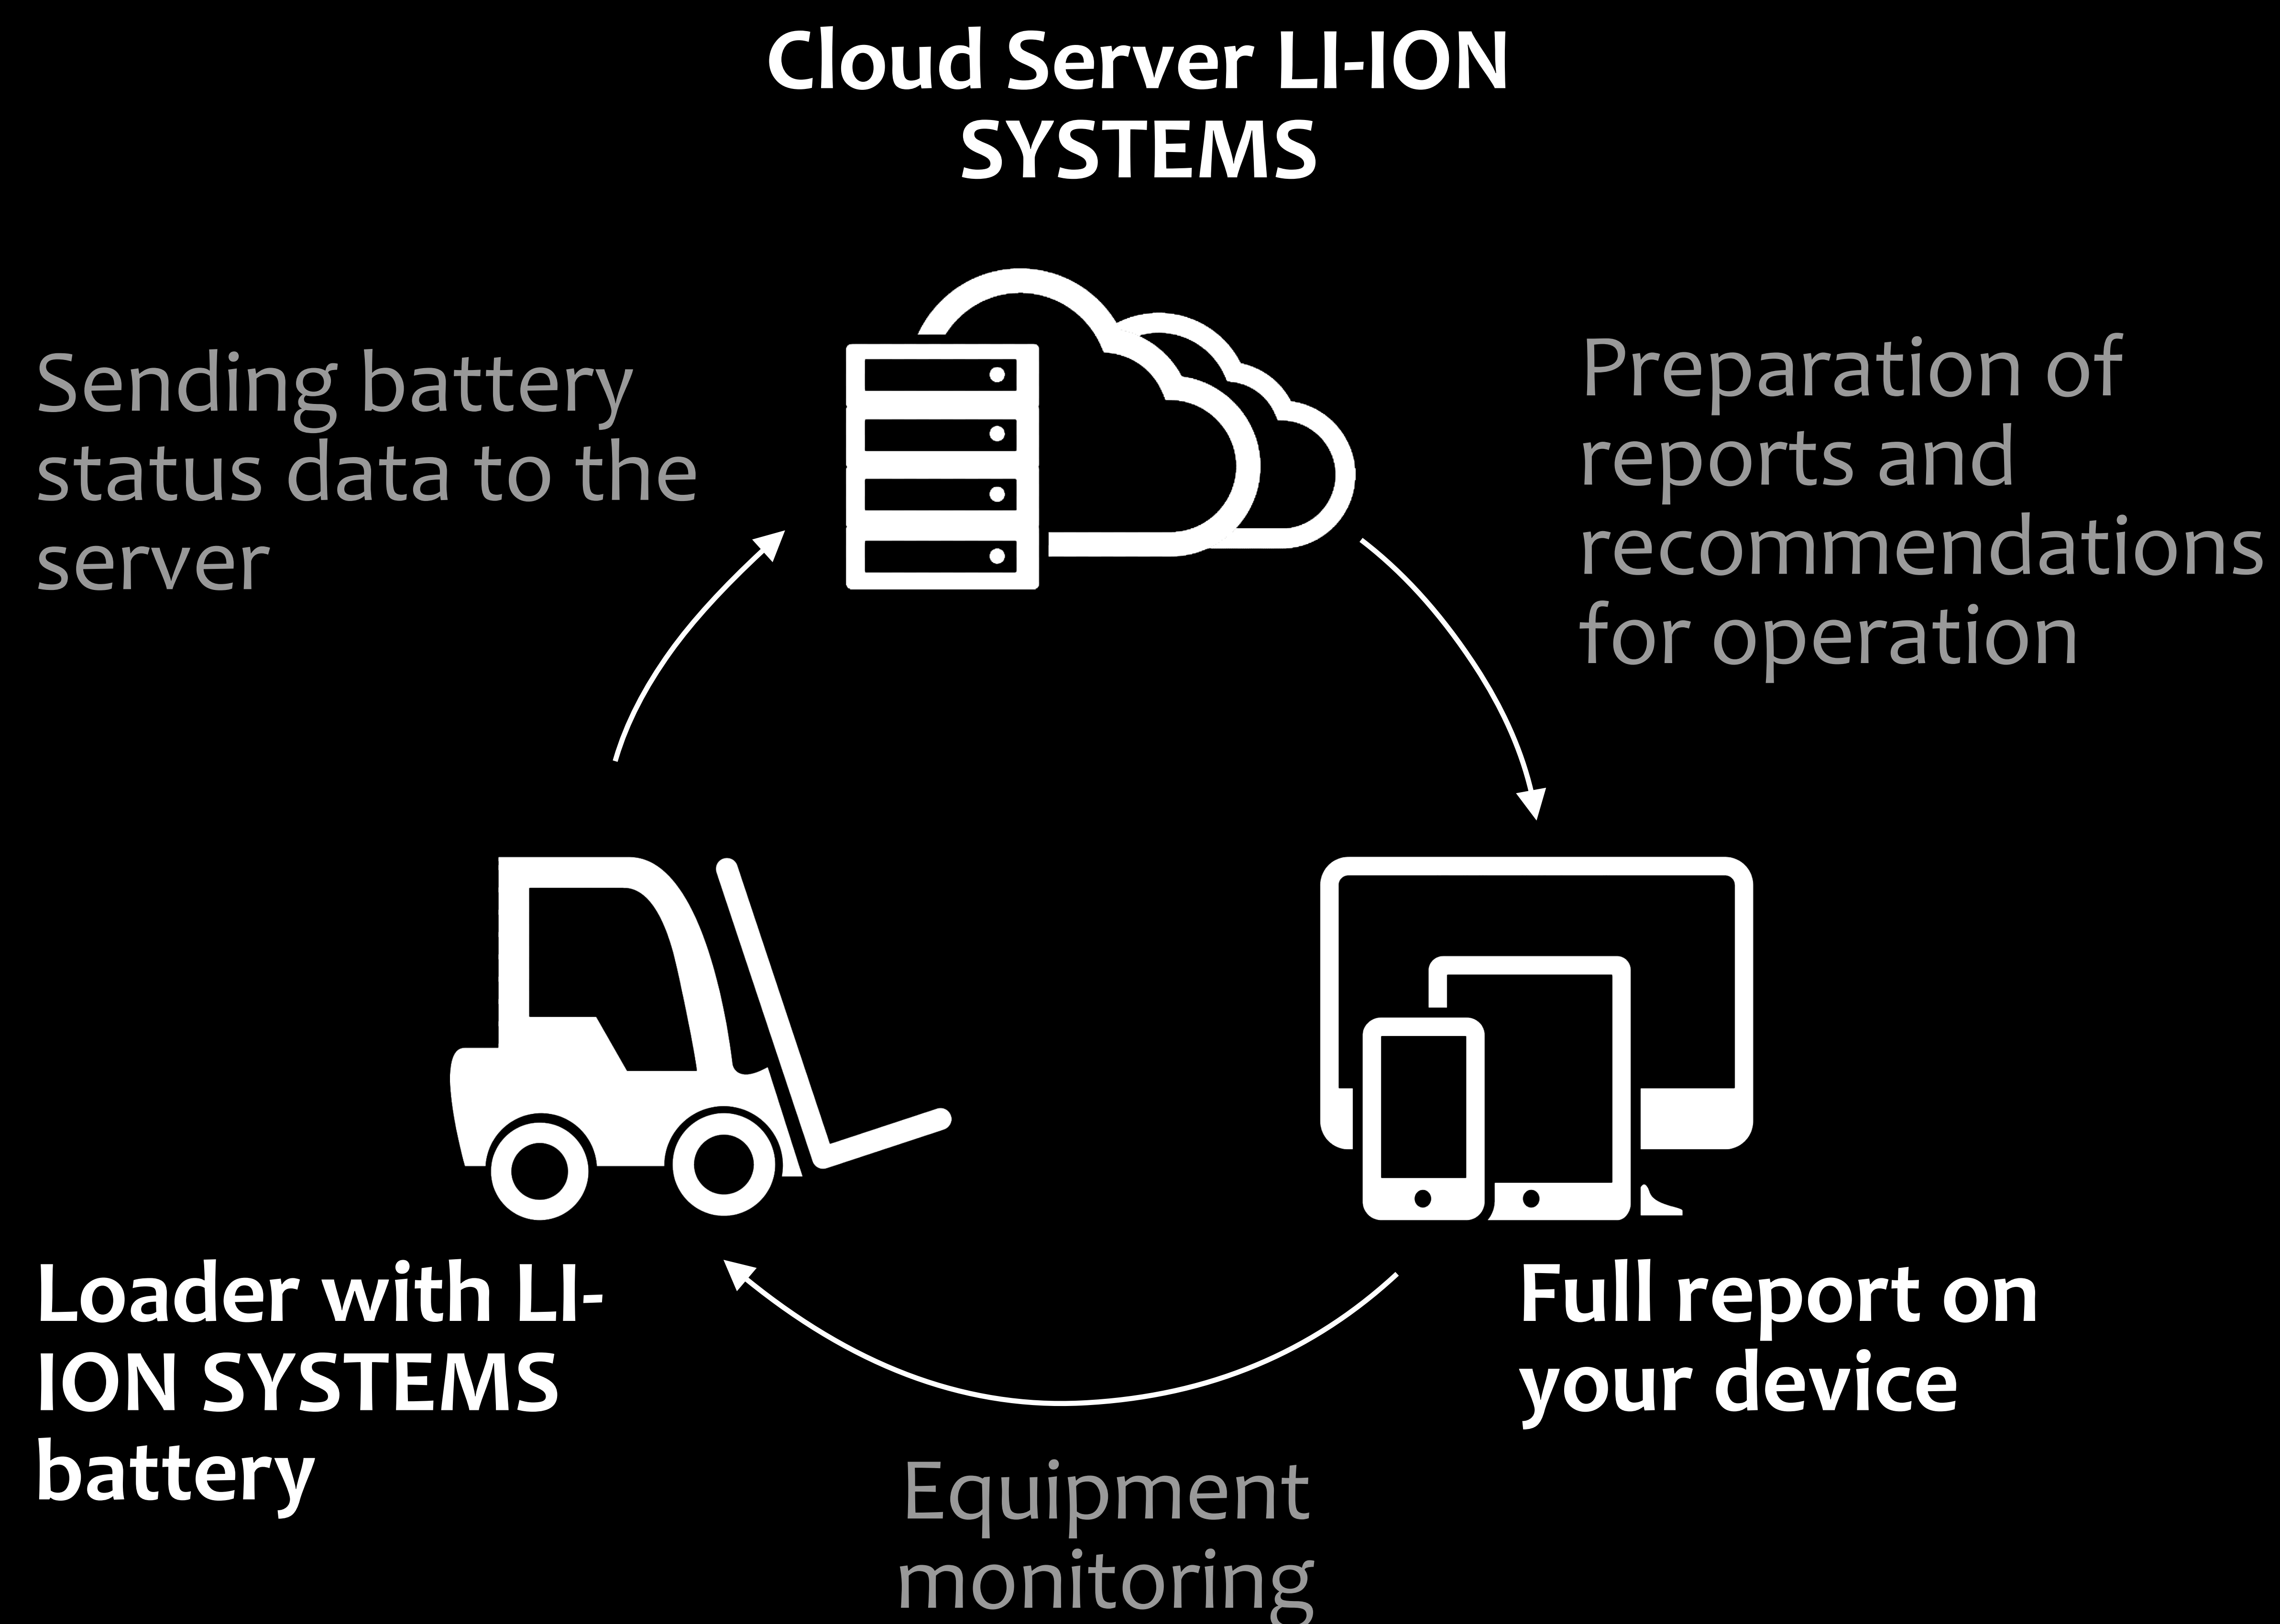 Cloud Server LI-ION
SYSTEMS
Sending battery
status data to the
server
Preparation of
reports and
recommendations
for operation
Loader with LI-
ION SYSTEMS
battery
Full report on
your device
Equipment
monitoring